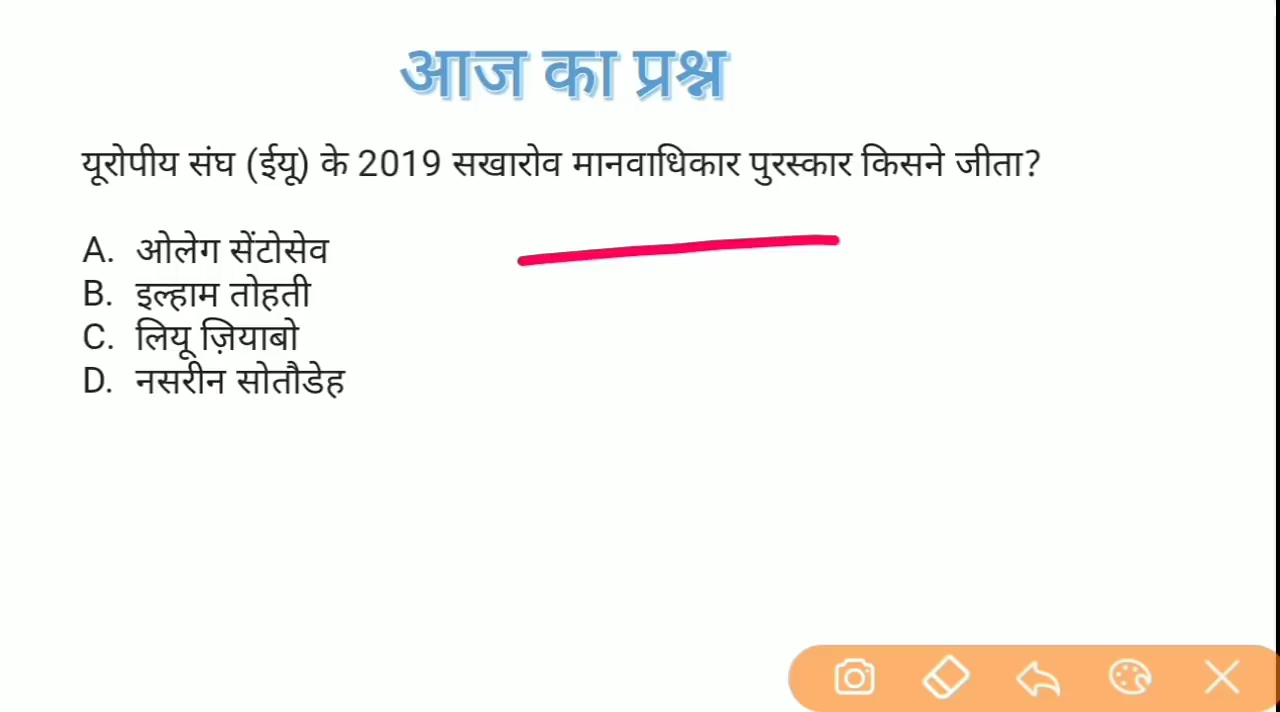 आज का प्रश्न
यूरोपीय संघ (ईयू) के 2019 सखारोव मानवाधिकार पुरस्कार किसने जीता?
A. ओलेग सेंटोसेव
B. इल्हाम तोहती
C. लियू ज़ियाबो
D. नसरीन सोतौडेह